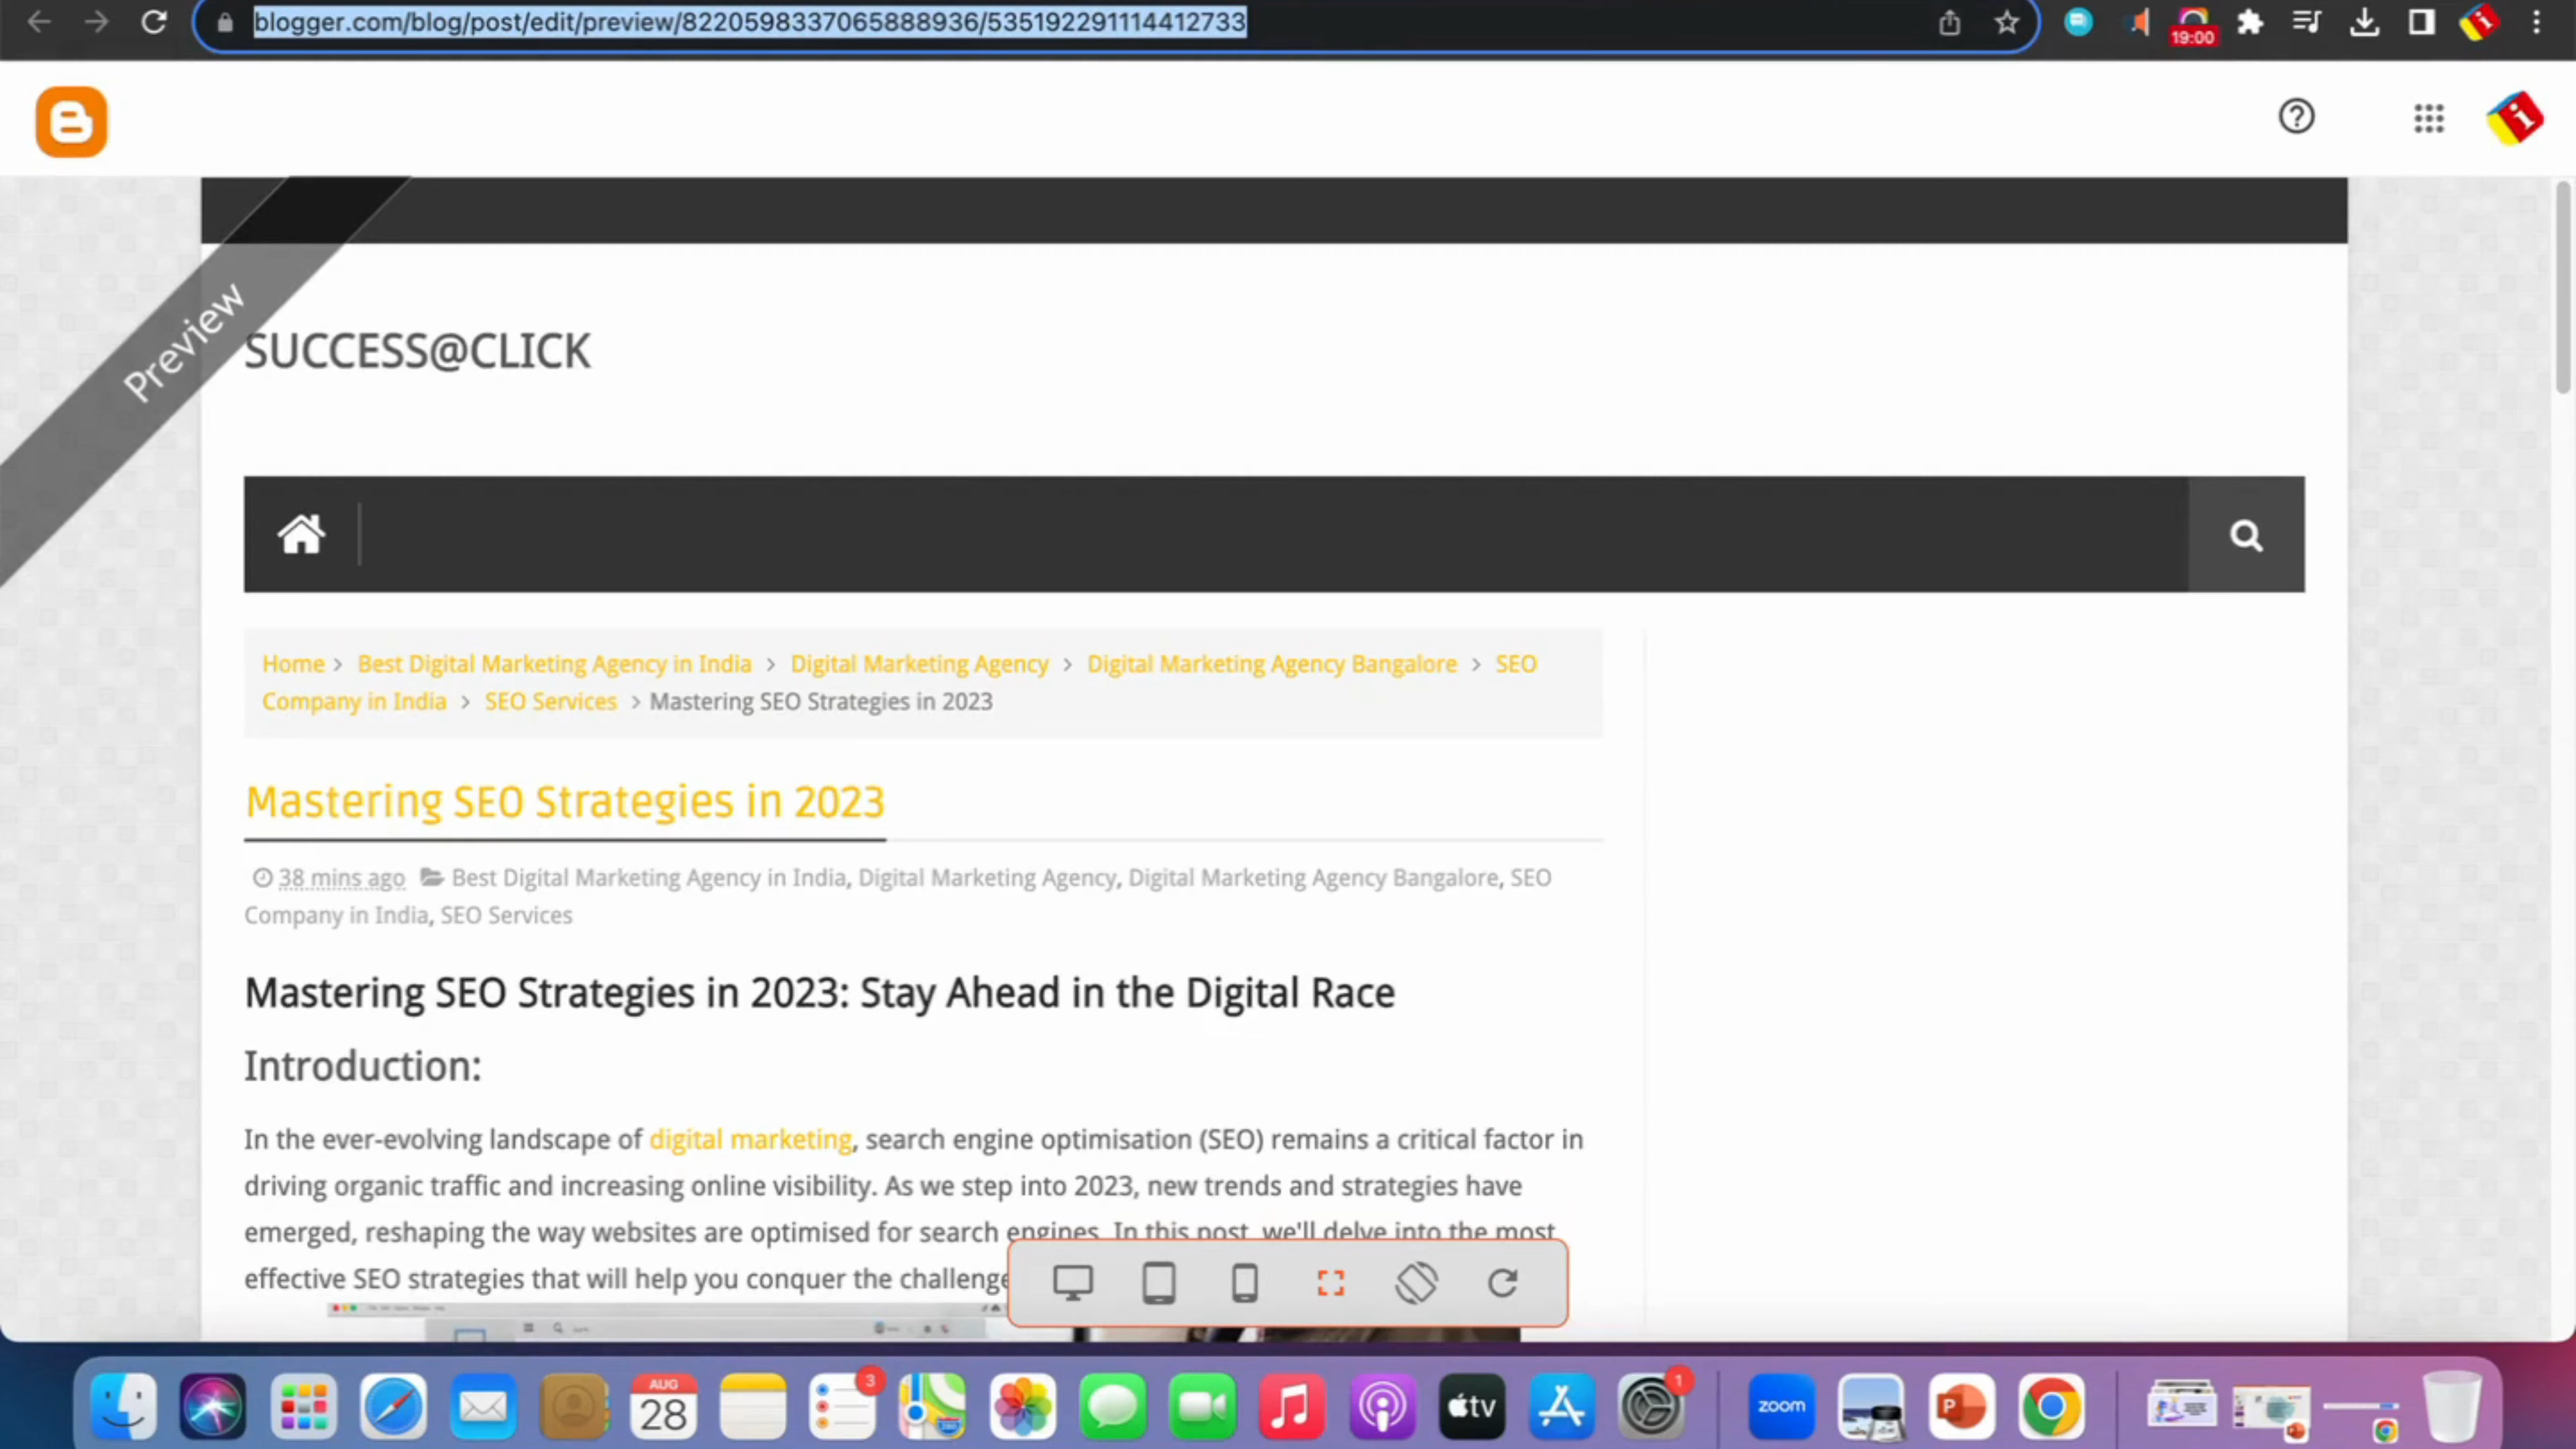 blogger.com/blog/post/edit/preview/8220598337065888936/535192291114412733
19:00
Preview
SUCCESS@CLICK
Home > Best Digital Marketing Agency in India > Digital Marketing Agency > Digital Marketing Agency Bangalore > SEO
Company in India > SEO Services > Mastering SEO Strategies in 2023
Mastering SEO Strategies in 2023
38 mins ago Best Digital Marketing Agency in India, Digital Marketing Agency, Digital Marketing Agency Bangalore, SEO
Company in India, SEO Services
Mastering SEO Strategies in 2023: Stay Ahead in the Digital Race
Introduction:
In the ever-evolving landscape of digital marketing, search engine optimisation (SEO) remains a critical factor in
driving organic traffic and increasing online visibility. As we step into 2023, new trends and strategies have
emerged, reshaping the way websites are optimised for search engines. In this post, we'll delve into the most
effective SEO strategies that will help you conquer the challenge
AUG
28
3
tv
1
zoom
P